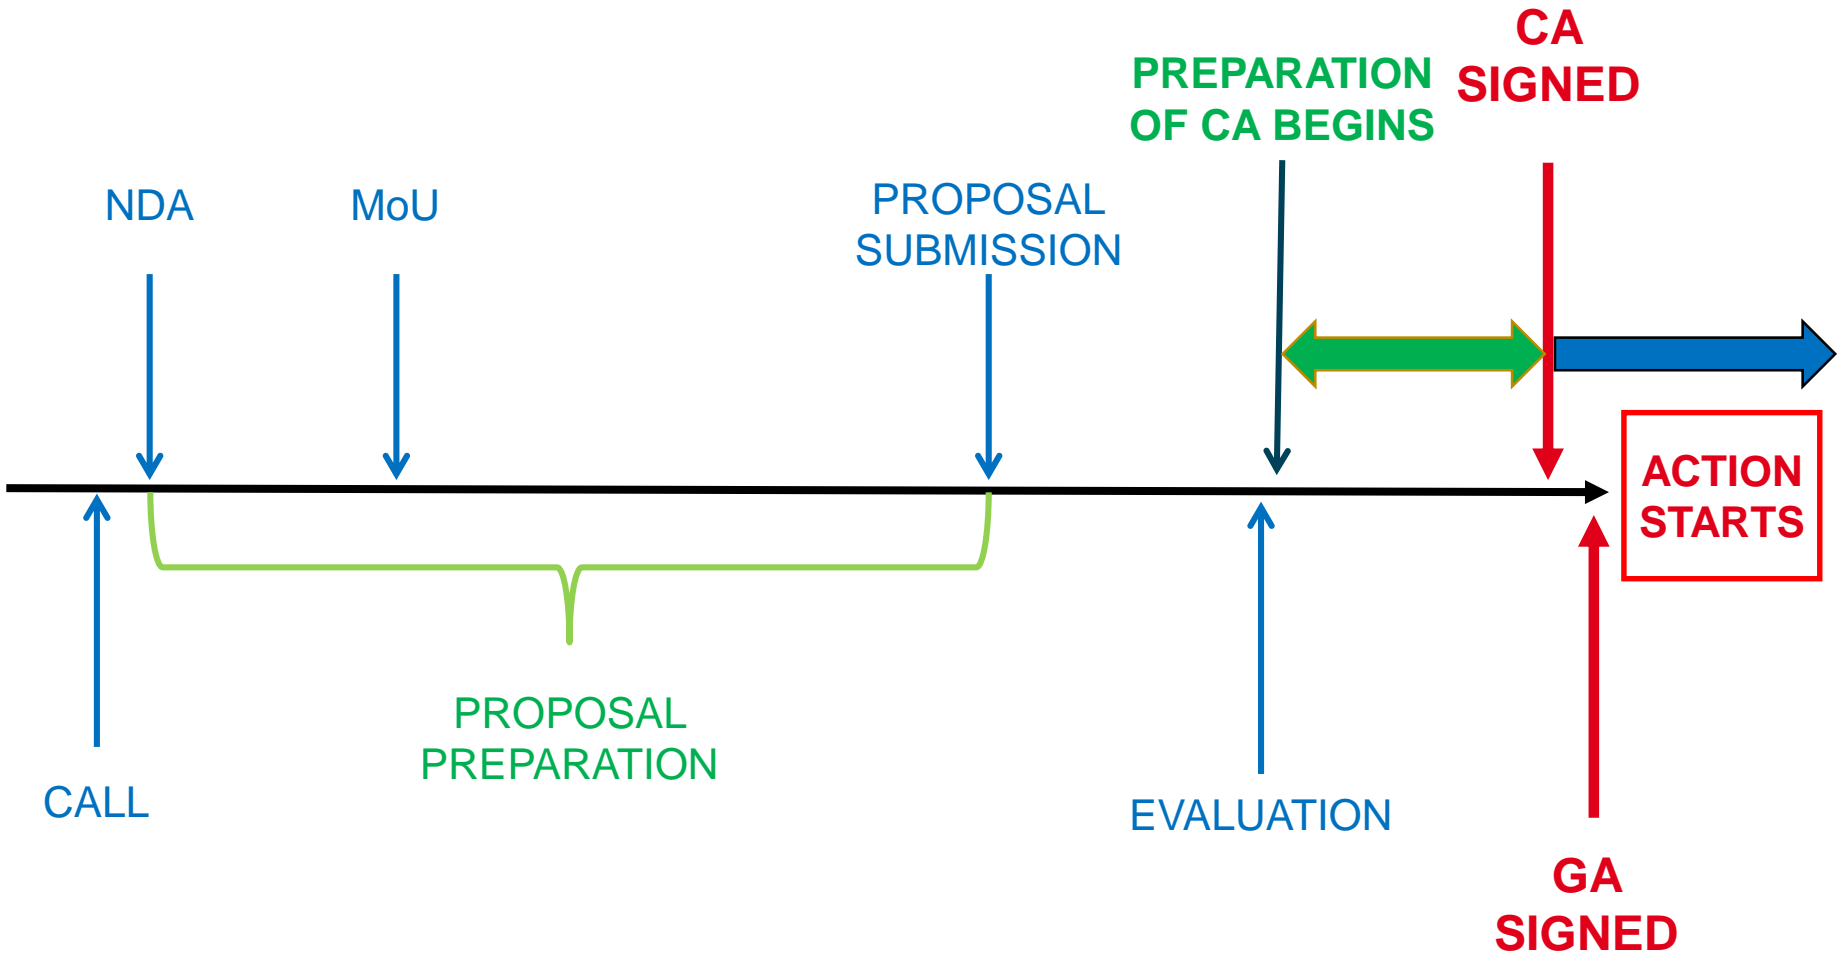 CA
SIGNED
PREPARATION
OF CA BEGINS
NDA
MoU
PROPOSAL
SUBMISSION
ACTION
STARTS
PROPOSAL
PREPARATION
CALL
EVALUATION
GA
SIGNED